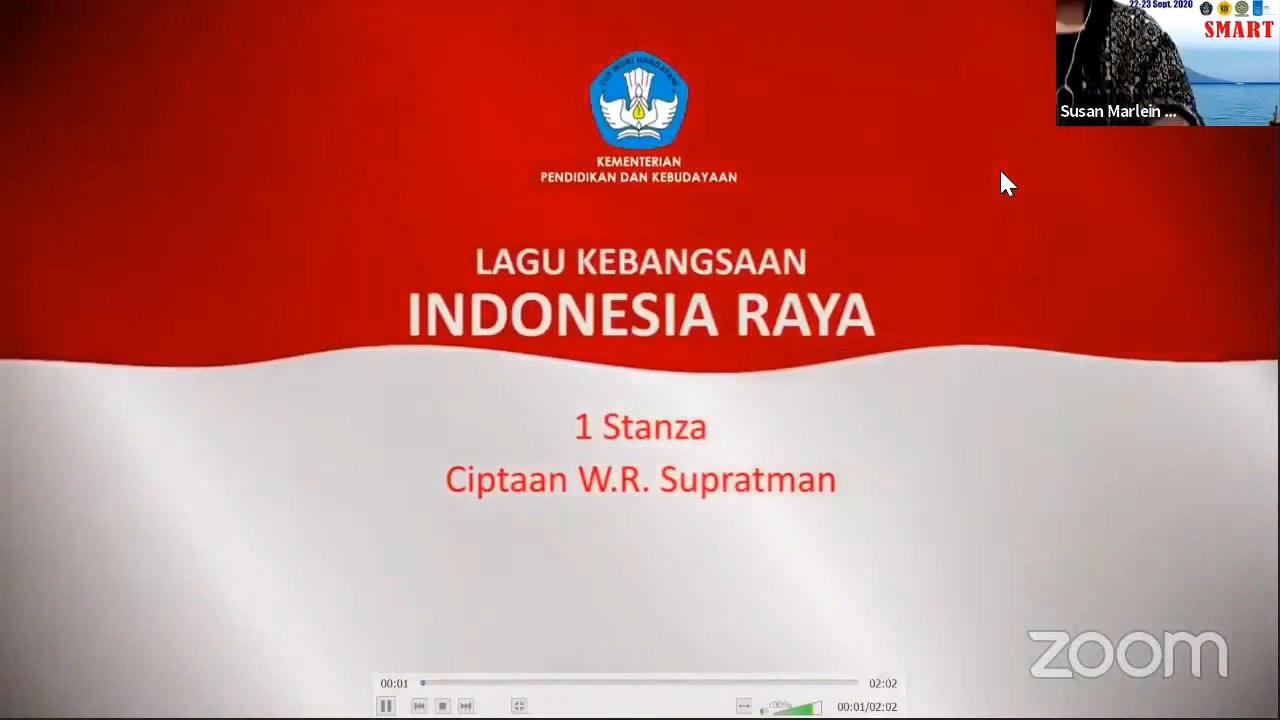 22-23 Sept. 2020
SMART
Susan Marlein ...
TUT WURI HANDAYANI
KEMENTERIAN
PENDIDIKAN DAN KEBUDAYAAN
LAGU KEBANGSAAN
INDONESIA RAYA
1 Stanza
Ciptaan W.R. Supratman
zoom
00:01
02:02
100%
00:01/02:02